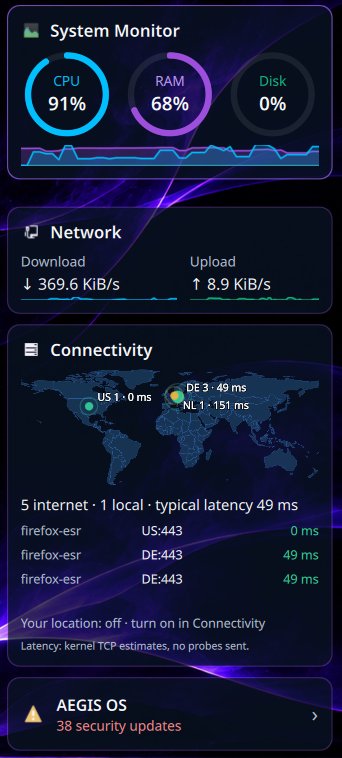 System Monitor
CPU
91%
RAM
68%
Disk
0%
Network
Download
↓ 369.6 KiB/s
Upload
↑ 8.9 KiB/s
Connectivity
US 1 · 0 ms
DE 3 · 49 ms
NL 1 · 151 ms
5 internet · 1 local · typical latency 49 ms
firefox-esr US:443 0 ms
firefox-esr DE:443 49 ms
firefox-esr DE:443 49 ms
Your location: off · turn on in Connectivity
Latency: kernel TCP estimates, no probes sent.
AEGIS OS
38 security updates